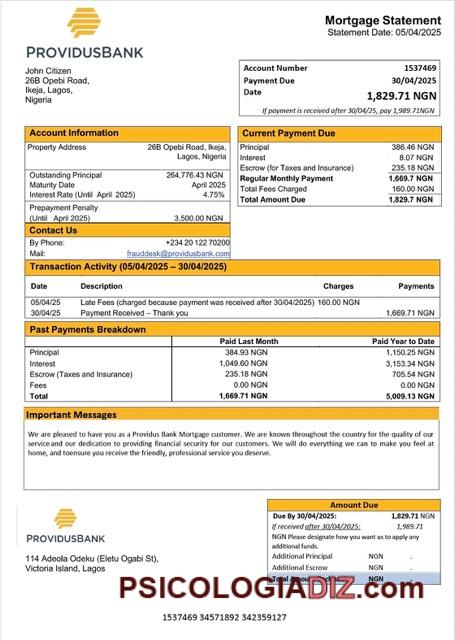 PROVIDUSBANK
Mortgage Statement
Statement Date: 05/04/2025
John Citizen
26B Opebi Road,
Ikeja, Lagos,
Nigeria
Account Number 1537469
Payment Due 30/04/2025
Date 1,829.71 NGN
If payment is received after 30/04/25, pay 1,989.71NGN
Account Information
Property Address 26B Opebi Road, Ikeja,
Lagos, Nigeria
Outstanding Principal 264,776.43 NGN
Maturity Date April 2025
Interest Rate (Until April 2025) 4.75%
Prepayment Penalty
(Until April 2025) 3,500.00 NGN
Current Payment Due
Principal 386.46 NGN
Interest 8.07 NGN
Escrow (for Taxes and Insurance) 235.18 NGN
Regular Monthly Payment 1,669.7 NGN
Total Fees Charged 160.00 NGN
Total Amount Due 1,829.7 NGN
Contact Us
By Phone: +234 20 122 70200
Mail: frauddesk@providusbank.com
Transaction Activity (05/04/2025 – 30/04/2025)
Date Description Charges Payments
05/04/25 Late Fees (charged because payment was received after 30/04/2025) 160.00 NGN
30/04/25 Payment Received – Thank you 1,669.71 NGN
Past Payments Breakdown
Paid Last Month Paid Year to Date
Principal 384.93 NGN 1,150.25 NGN
Interest 1,049.60 NGN 3,153.34 NGN
Escrow (Taxes and Insurance) 235.18 NGN 705.54 NGN
Fees 0.00 NGN 0.00 NGN
Total 1,669.71 NGN 5,009.13 NGN
Important Messages
We are pleased to have you as a Providus Bank Mortgage customer. We are known throughout the country for the quality of our
service and our dedication to providing financial security for our customers. We will do everything we can to make you feel at
home, and toensure you receive the friendly, professional service you deserve.
PROVIDUSBANK
114 Adeola Odeku (Eletu Ogabi St),
Victoria Island, Lagos
Amount Due
Due By 30/04/2025: 1,829.71 NGN
If received after 30/04/2025: 1,989.71
NGN Please designate how you want us to apply any
additional funds.
Additional Principal NGN .
Additional Escrow NGN .
Total NGN .
PSICOLOGIADIZ.com
1537469 34571892 342359127